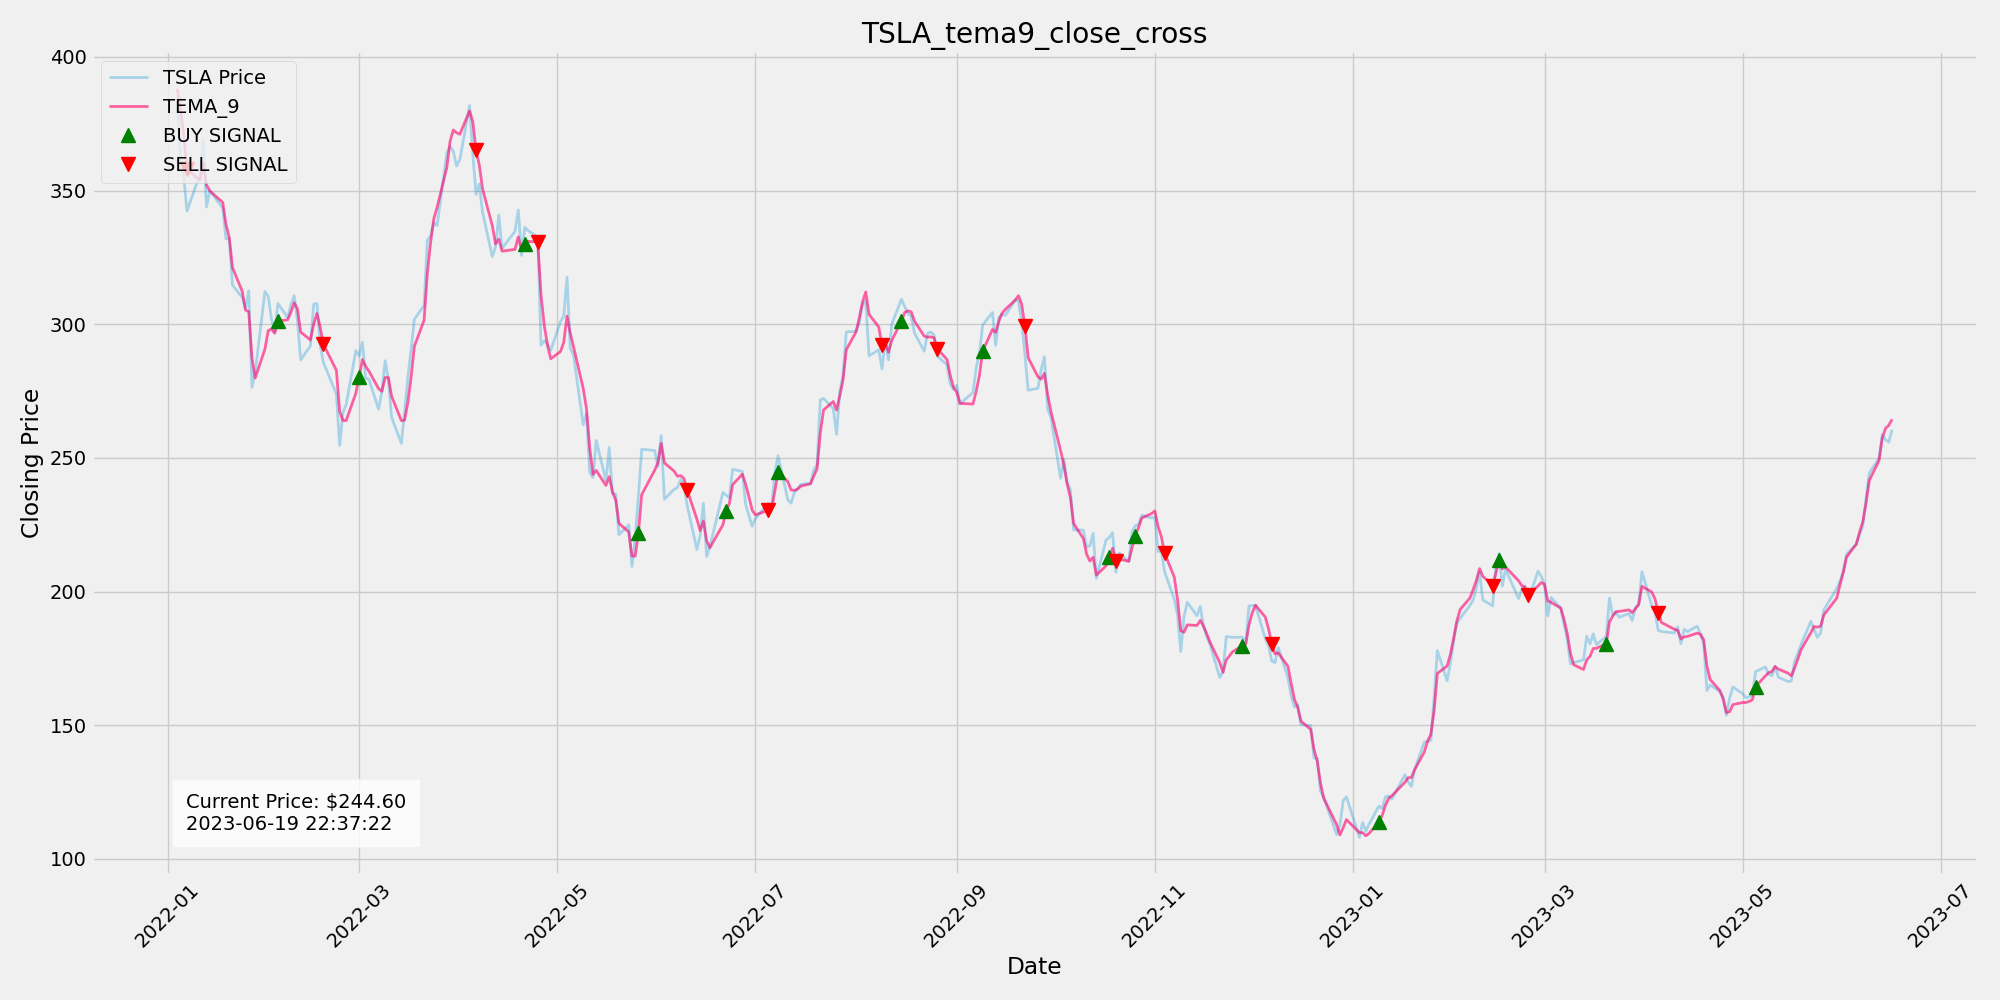 TSLA_tema9_close_cross
400
350
300
250
200
150
100
Closing Price
TSLA Price
TEMA_9
BUY SIGNAL
SELL SIGNAL
Current Price: $244.60
2023-06-19 22:37:22
2022-01
2022-03
2022-05
2022-07
2022-09
2022-11
2023-01
2023-03
2023-05
2023-07
Date